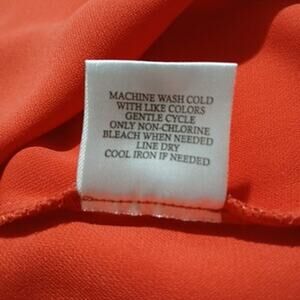 MACHINE WASH COLD
WITH LIKE COLORS
GENTLE CYCLE
ONLY NON-CHLORINE
BLEACH WHEN NEEDED
LINE DRY
COOL IRON IF NEEDED